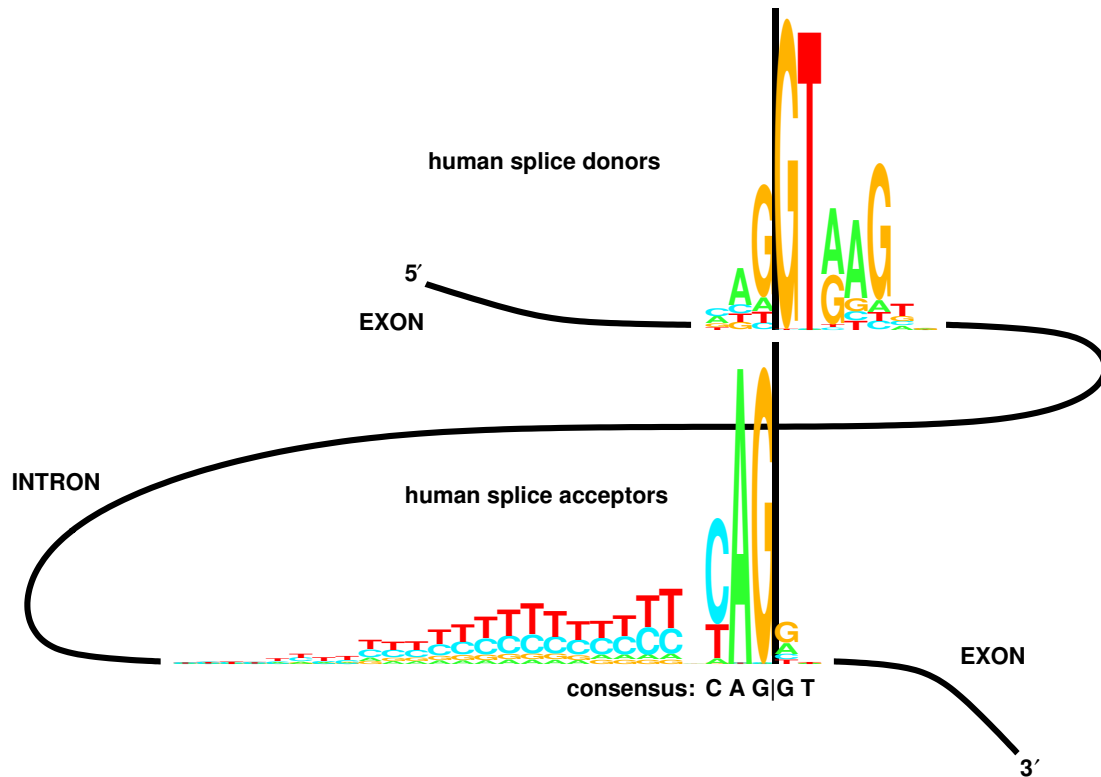 human splice donors
5′
EXON
INTRON
human splice acceptors
EXON
consensus: C A G|G T
3′